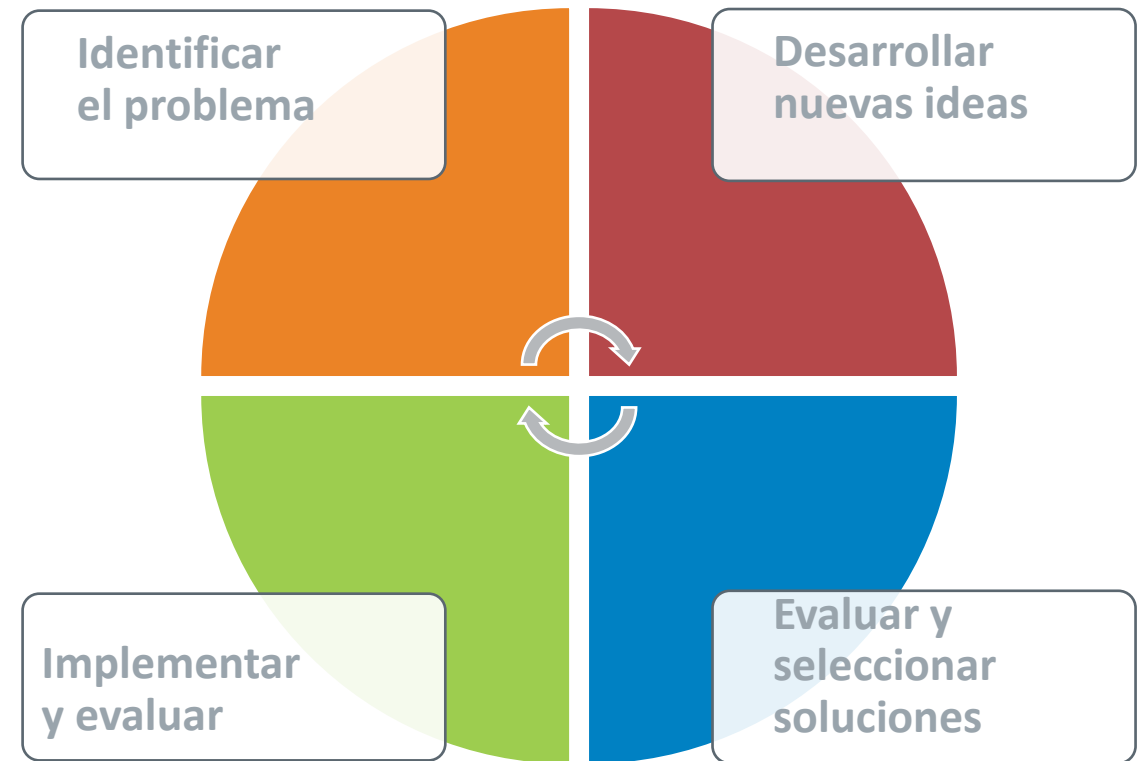 Identificar
el problema
Desarrollar
nuevas ideas
Implementar
y evaluar
Evaluar y
seleccionar
soluciones